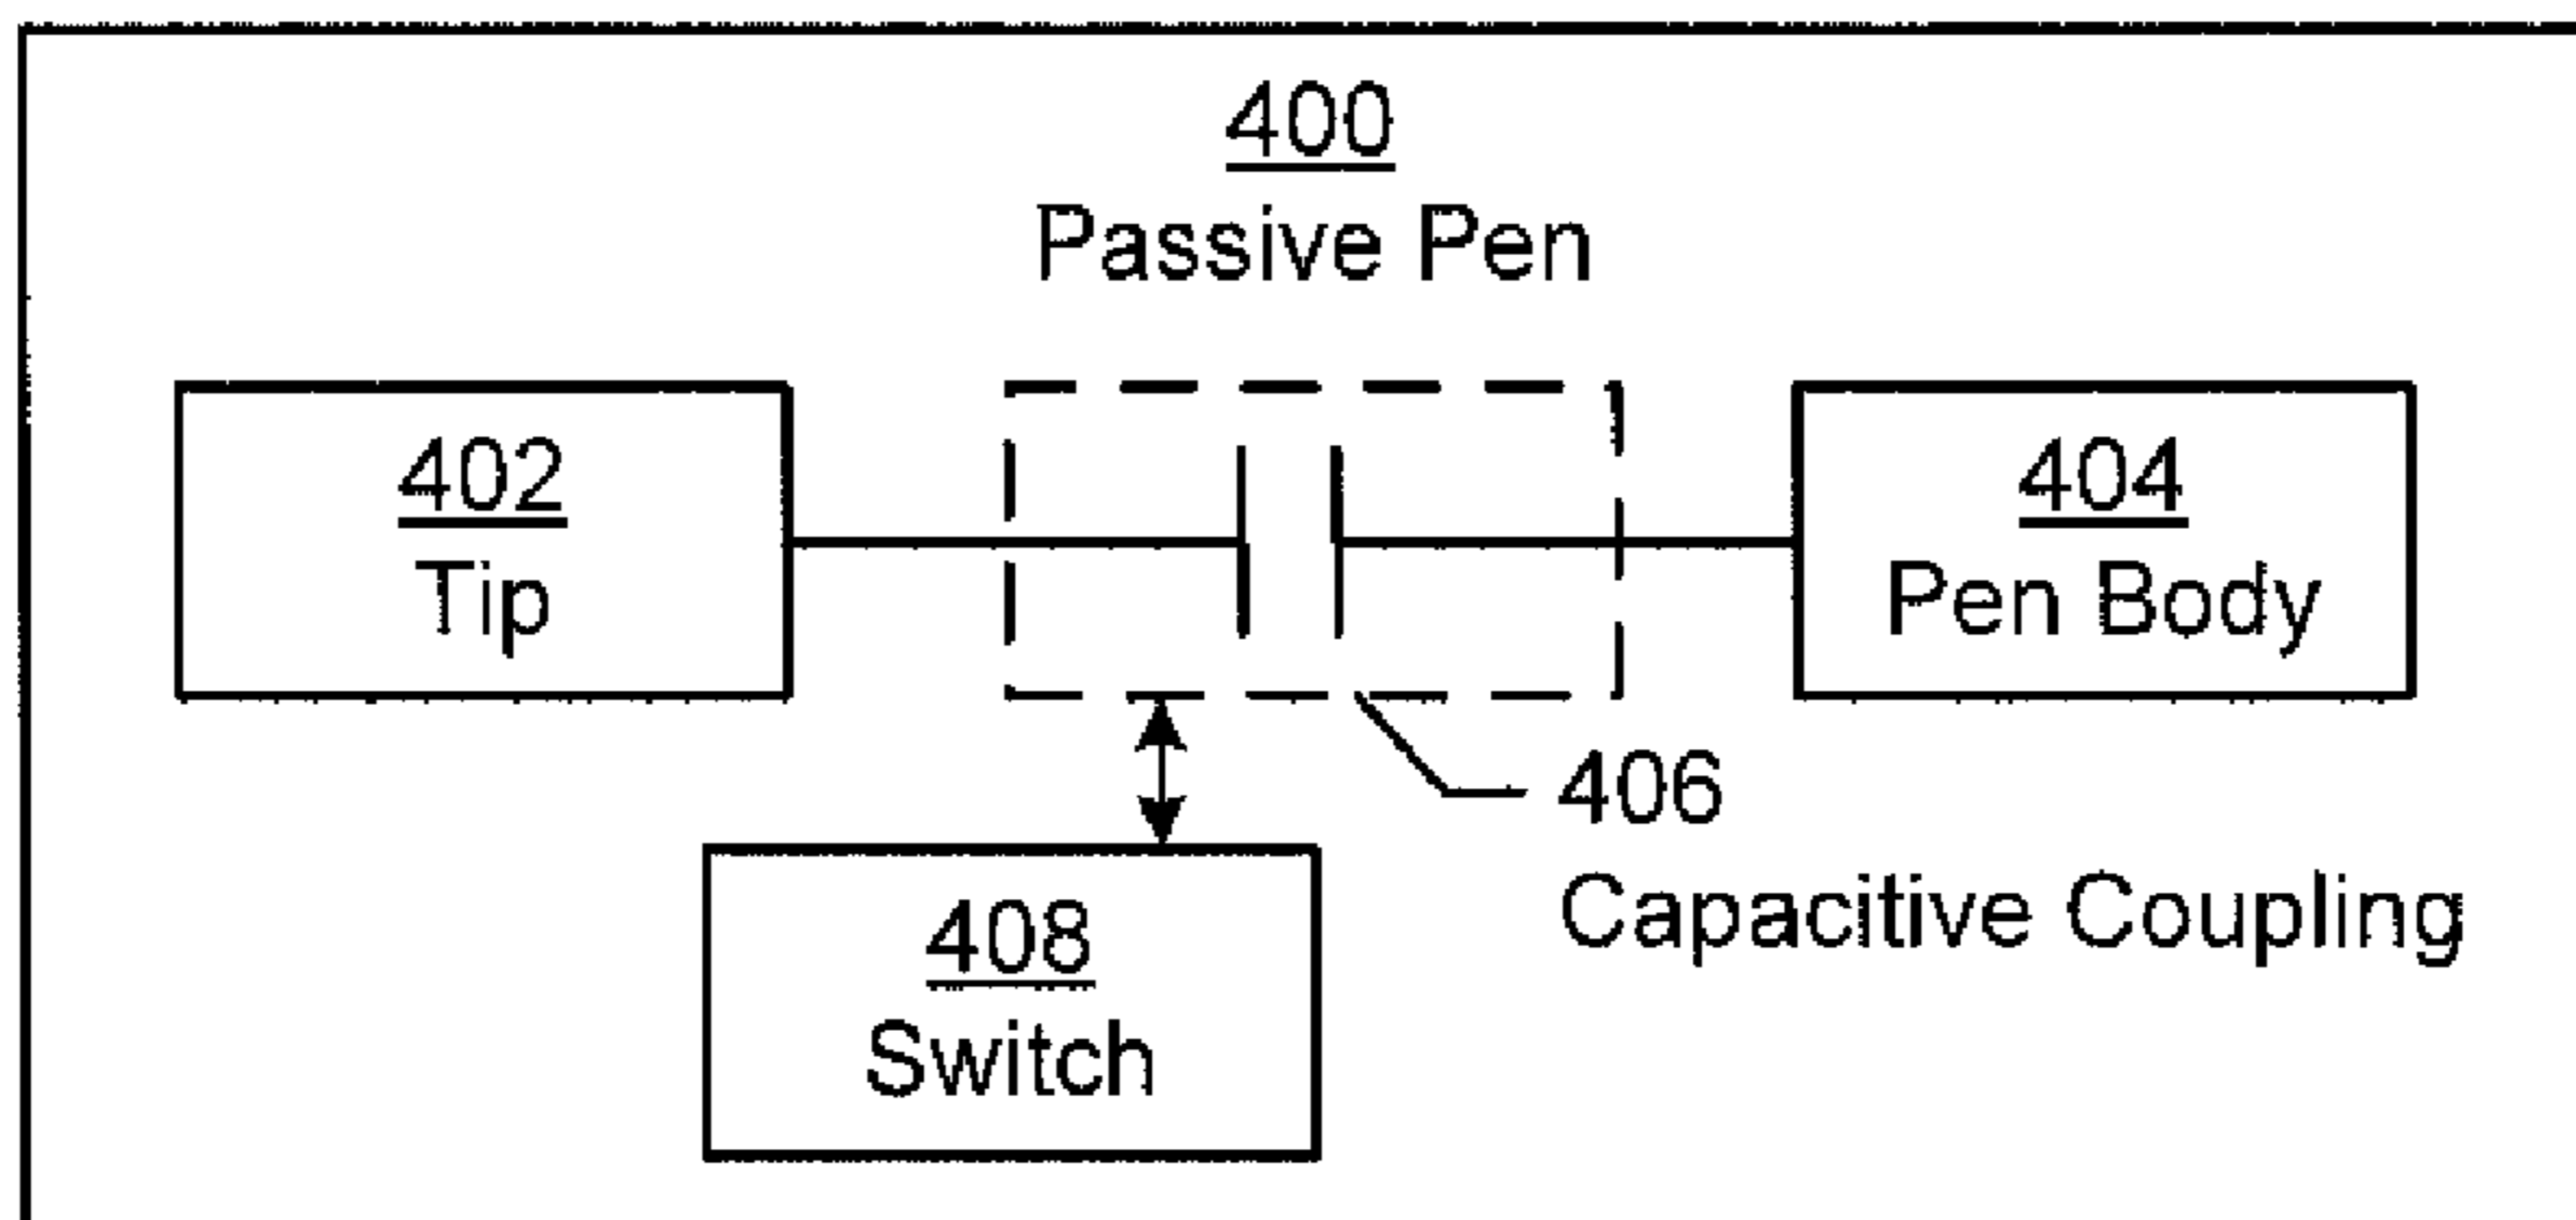 400
Passive Pen
402
Tip
404
Pen Body
406
Capacitive Coupling
408
Switch